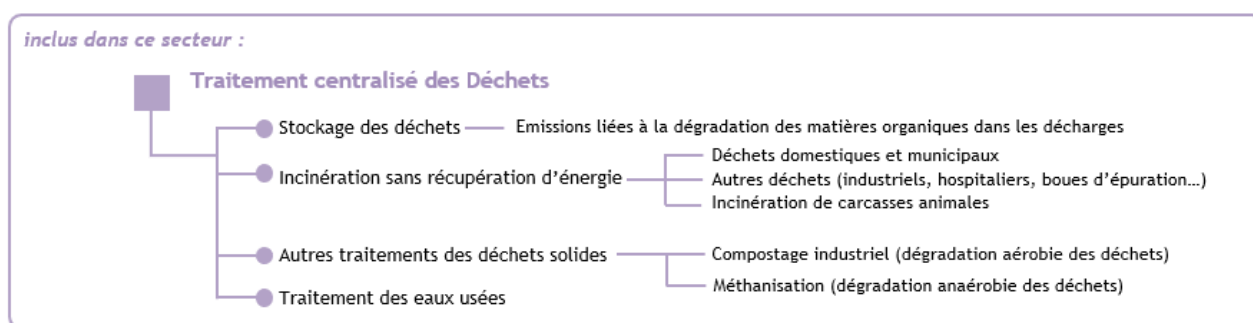 inclus dans ce secteur :
Traitement centralisé des Déchets
Stockage des déchets
Emissions liées à la dégradation des matières organiques dans les décharges
Incinération sans récupération d'énergie
Déchets domestiques et municipaux
Autres déchets (industriels, hospitaliers, boues d'épuration...)
Incinération de carcasses animales
Autres traitements des déchets solides
Compostage industriel (dégradation aérobie des déchets)
Méthanisation (dégradation anaérobie des déchets)
Traitement des eaux usées